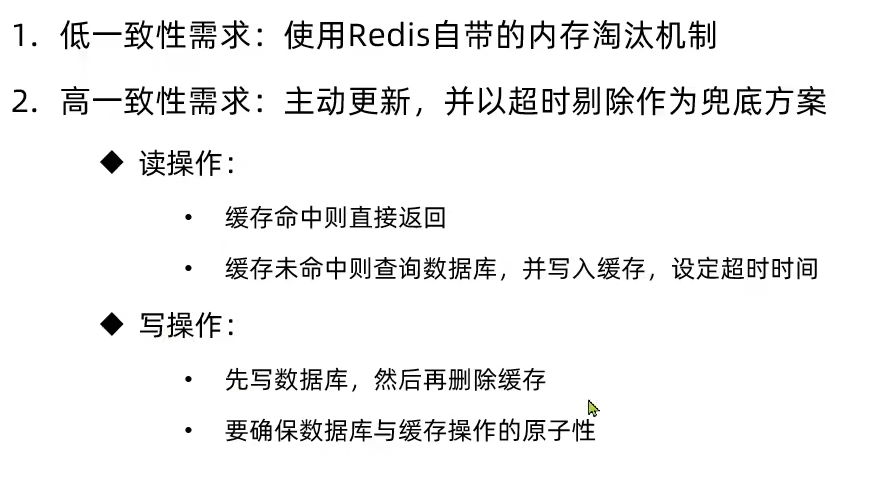 1. 低一致性需求：使用Redis自带的内存淘汰机制
2. 高一致性需求：主动更新，并以超时剔除作为兜底方案
◆ 读操作：
• 缓存命中则直接返回
• 缓存未命中则查询数据库，并写入缓存，设定超时时间
◆ 写操作：
• 先写数据库，然后再删除缓存
• 要确保数据库与缓存操作的原子性